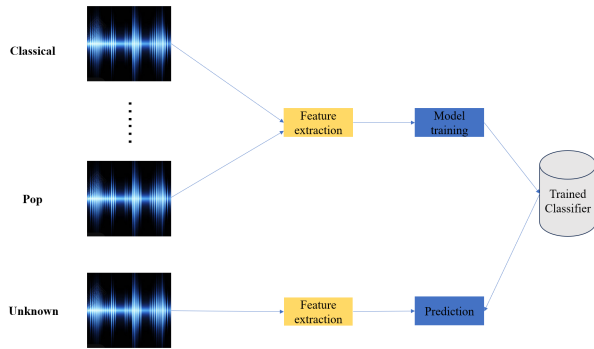 Classical
Feature
extraction
Model
training
Trained
Classifier
Pop
Unknown
Feature
extraction
Prediction